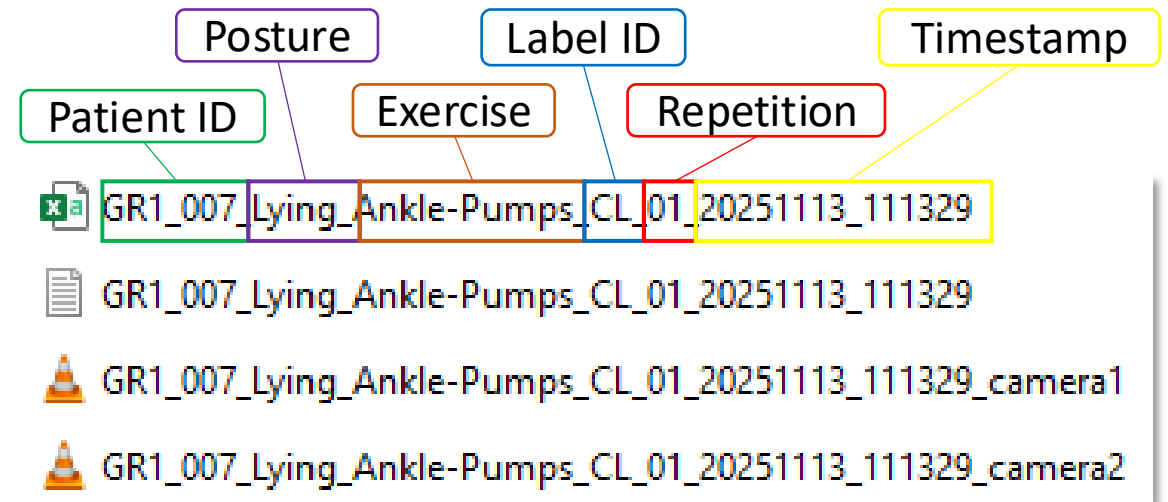 Posture Label ID Timestamp
Patient ID Exercise Repetition
GR1_007_Lying_Ankle-Pumps_CL_01_20251113_111329
GR1_007_Lying_Ankle-Pumps_CL_01_20251113_111329
GR1_007_Lying_Ankle-Pumps_CL_01_20251113_111329_camera1
GR1_007_Lying_Ankle-Pumps_CL_01_20251113_111329_camera2